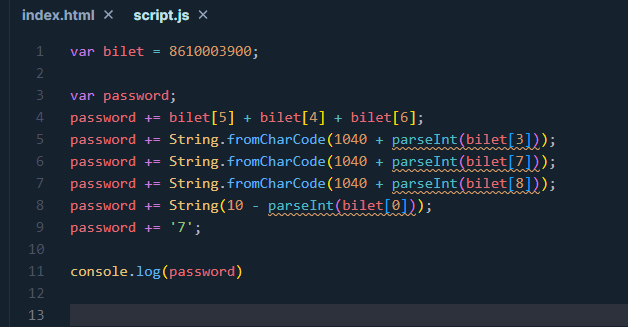 index.html × script.js ×
1 var bilet = 8610003900;
2
3 var password;
4 password += bilet[5] + bilet[4] + bilet[6];
5 password += String.fromCharCode(1040 + parseInt(bilet[3]));
6 password += String.fromCharCode(1040 + parseInt(bilet[7]));
7 password += String.fromCharCode(1040 + parseInt(bilet[8]));
8 password += String(10 - parseInt(bilet[0]));
9 password += '7';
10
11 console.log(password)
12
13